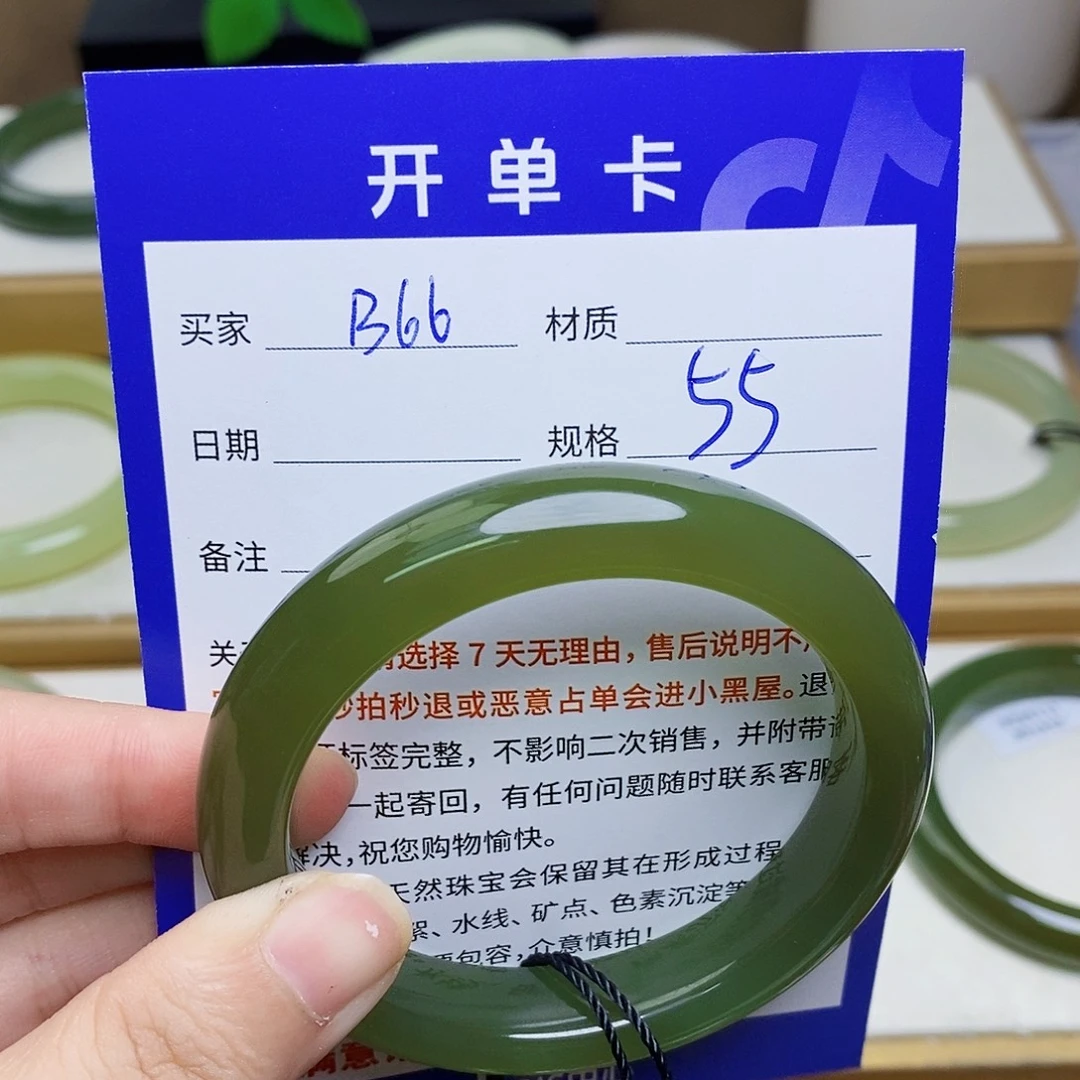 开单卡
买家 B66 材质
日期 规格 55
备注
选择 7 天无理由，售后说明不
秒拍秒退或恶意占单会进小黑屋。退
标签完整，不影响二次销售，并附带
一起寄回，有任何问题随时联系客服
解决，祝您购物愉快。
天然珠宝会保留其在形成过程
絮、水线、矿点、色素沉淀等
包容，介意慎拍！
满意